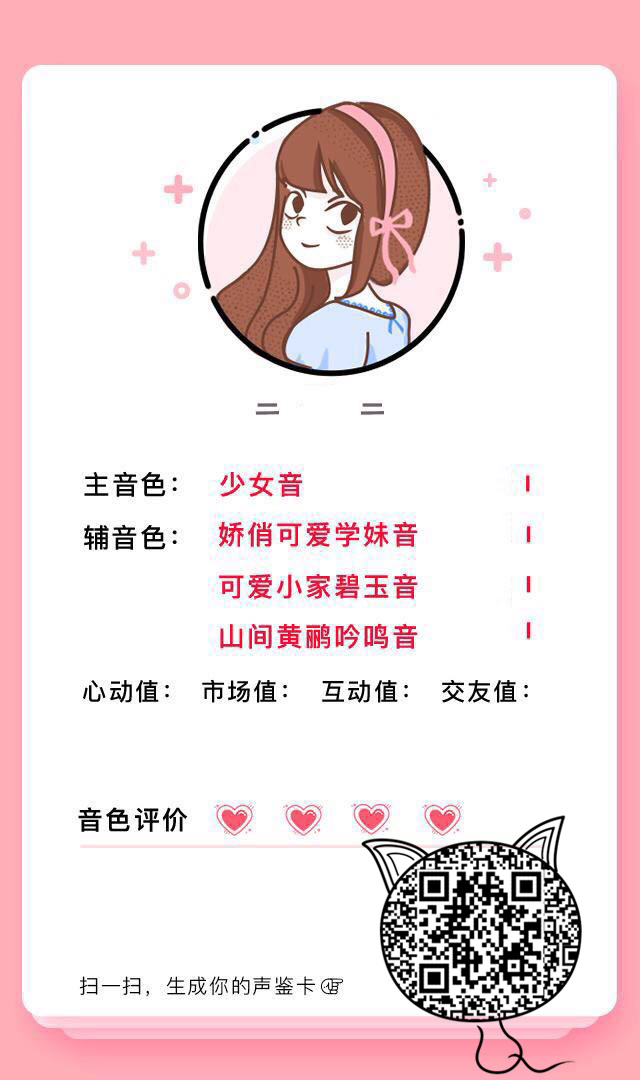 主音色： 少女音
辅音色： 娇俏可爱学妹音
可爱小家碧玉音
山间黄鹂吟鸣音
心动值： 市场值： 互动值： 交友值：
音色评价
扫一扫，生成你的声鉴卡